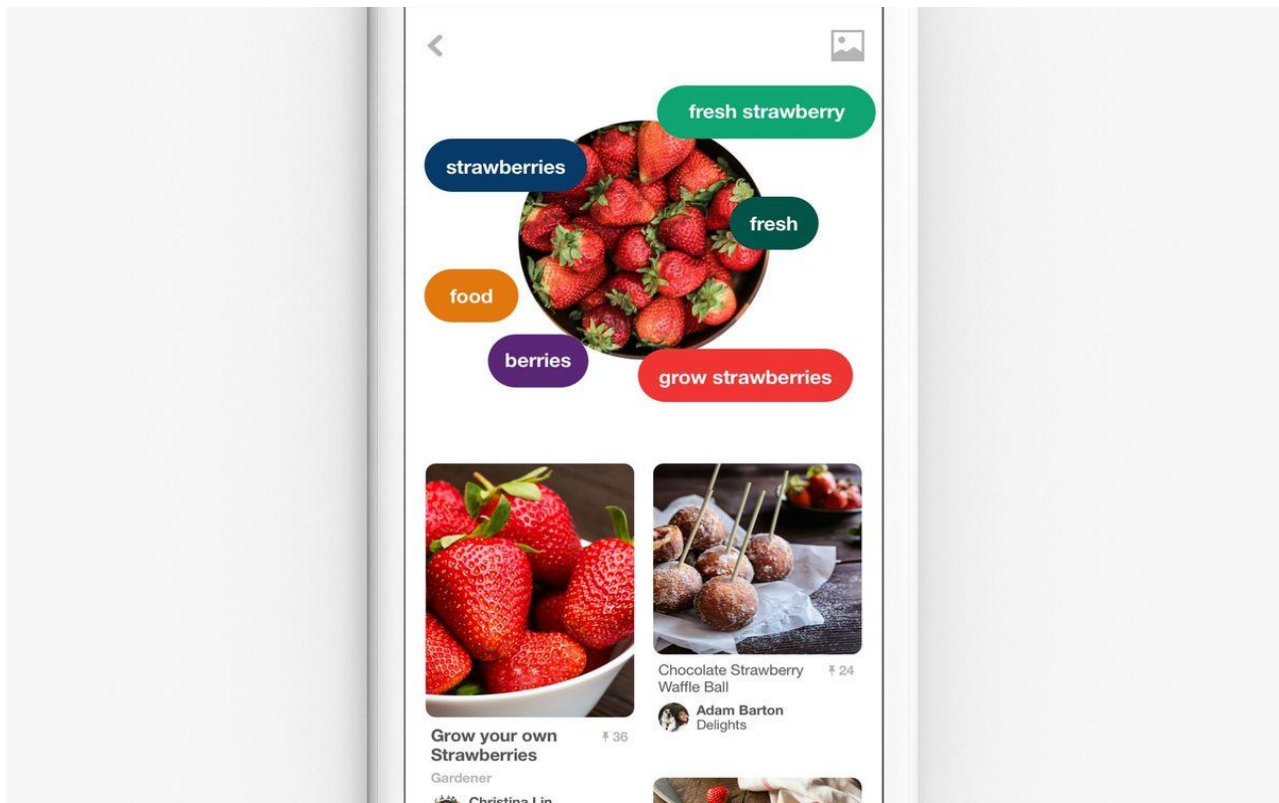 fresh strawberry
strawberries
fresh
food
berries
grow strawberries
Chocolate Strawberry
Waffle Ball
24
Adam Barton
Delights
Grow your own
Strawberries
36
Gardener
Christina Lin